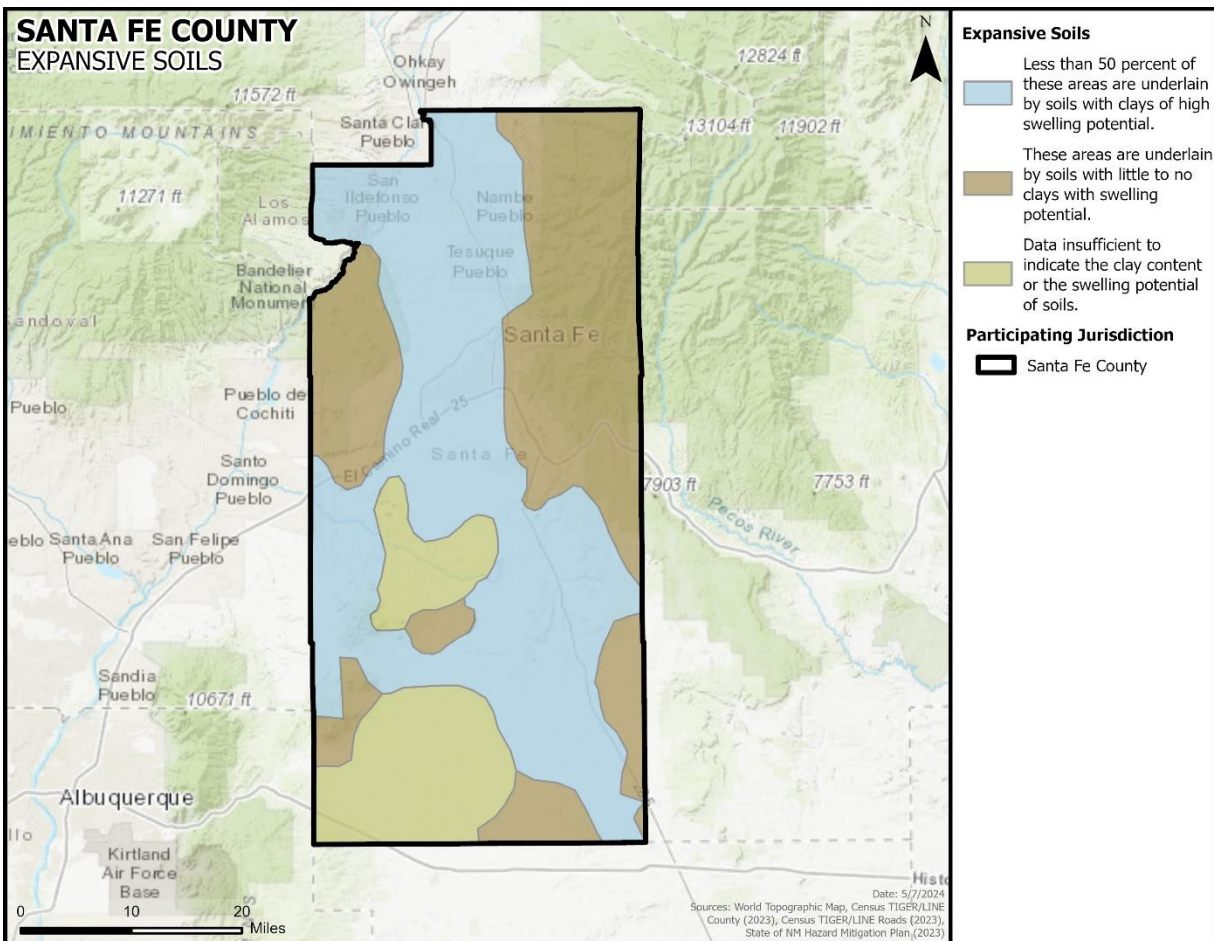 SANTA FE COUNTY
EXPANSIVE SOILS
N
Ohkay
Owingeh
12824 ft
11572 ft
Santa Clar
Pueblo
13104 ft
11902 ft
IMIENTO MOUNTAINS
11271 ft
San
Ildefonso
Pueblo
Los
Alamos
Nambe
Pueblo
Tesuque
Pueblo
Bandelier
National
Monumen
andoval
Santa Fe
Pueblo
Pueblo de
Cochiti
El Camino Real
25
Santa Fe
Santo
Domingo
Pueblo
7903 ft
7753 ft
Pecos River
eblo
Santa Ana
Pueblo
San Felipe
Pueblo
Sandia
Pueblo
10671 ft
Albuquerque
llo
Kirtland
Air Force
Base
Histo
0
10
20
Miles
Date: 5/7/2024
Sources: World Topographic Map, Census TIGER/LINE
County (2023), Census TIGER/LINE Roads (2023),
State of NM Hazard Mitigation Plan (2023)
Expansive Soils
Less than 50 percent of
these areas are underlain
by soils with clays of high
swelling potential.
These areas are underlain
by soils with little to no
clays with swelling
potential.
Data insufficient to
indicate the clay content
or the swelling potential
of soils.
Participating Jurisdiction
Santa Fe County